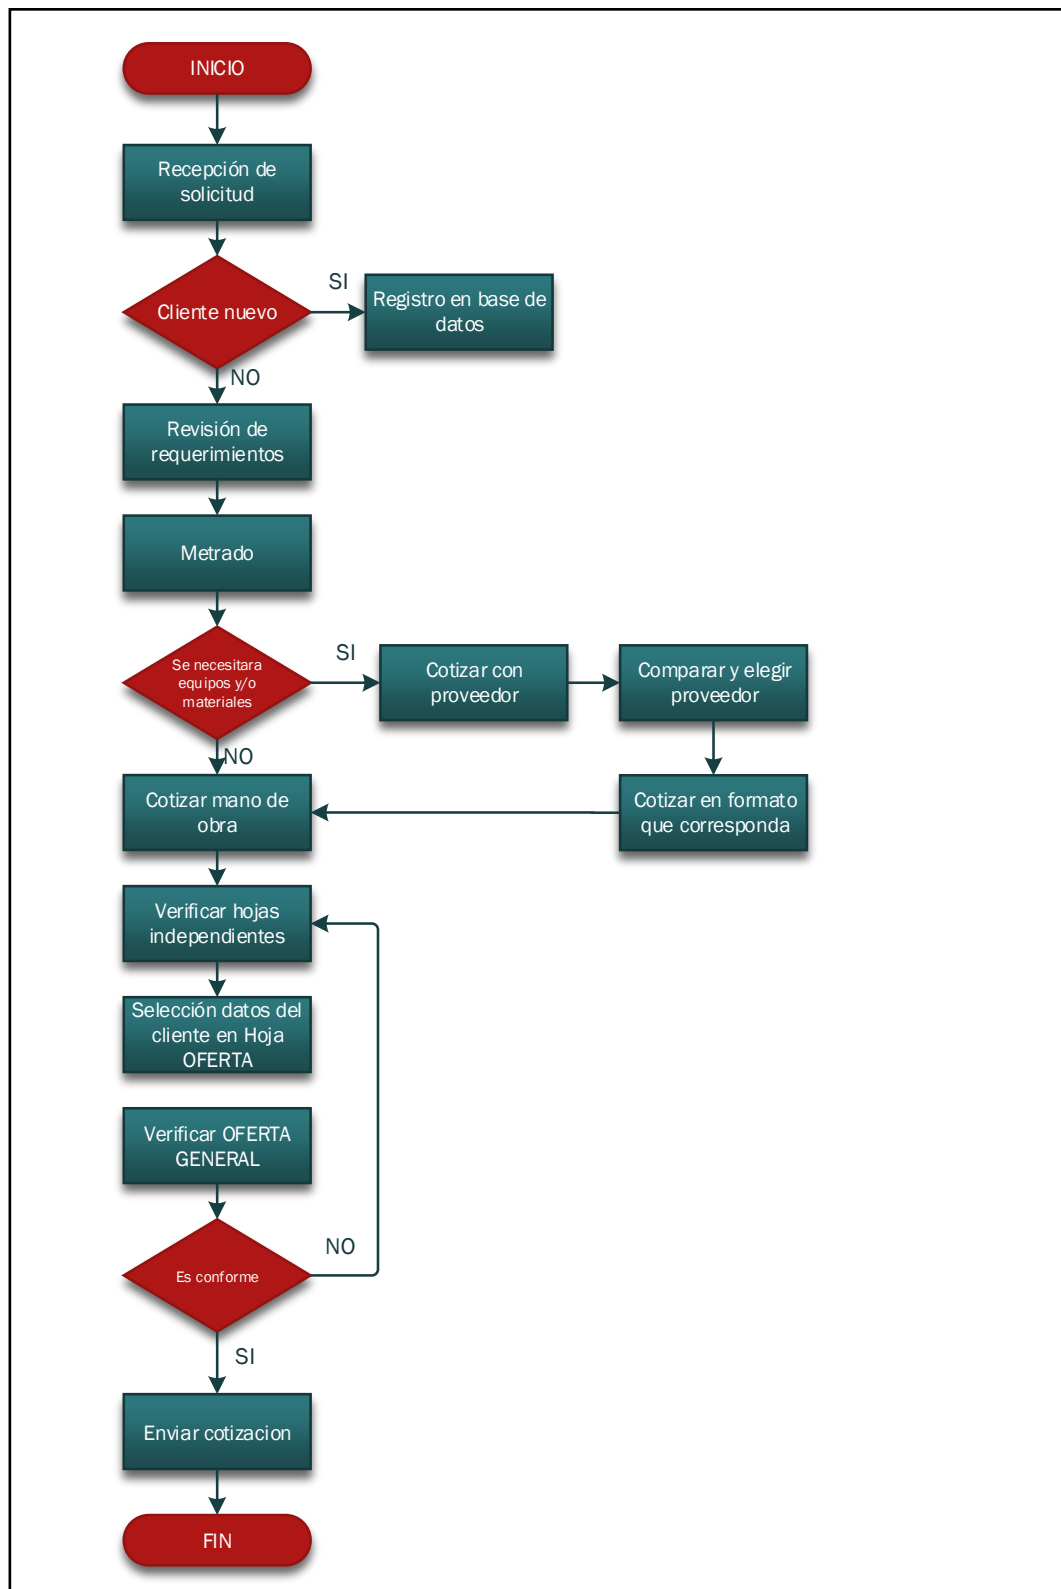 INICIO
Recepción de
solicitud
Cliente nuevo
SI
Registro en base de
datos
NO
Revisión de
requerimientos
Metrado
Se necesitara
equipos y/o
materiales
SI
Cotizar con
proveedor
Comparar y elegir
proveedor
NO
Cotizar mano de
obra
Cotizar en formato
que corresponda
Verificar hojas
independientes
Selección datos del
cliente en Hoja
OFERTA
Verificar OFERTA
GENERAL
Es conforme
NO
SI
Enviar cotizacion
FIN